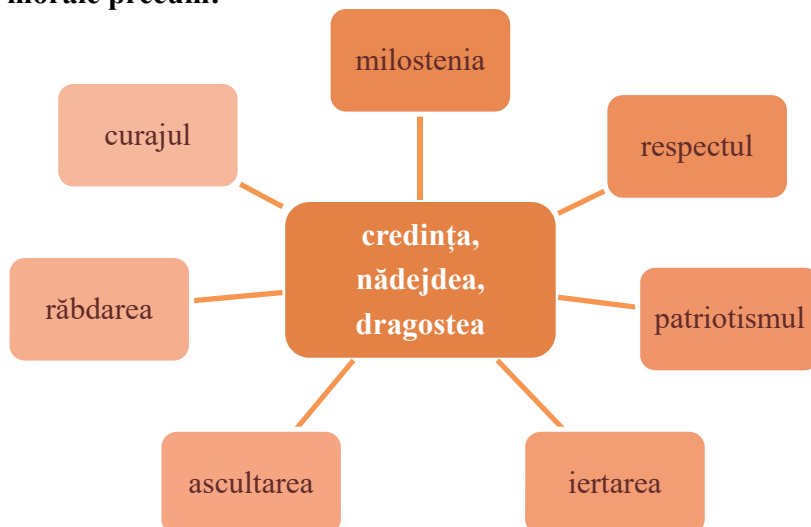 morale precum:
milostenia
curajul
respectul
credința,
nădejdea,
dragostea
răbdarea
patriotismul
ascultarea
iertarea